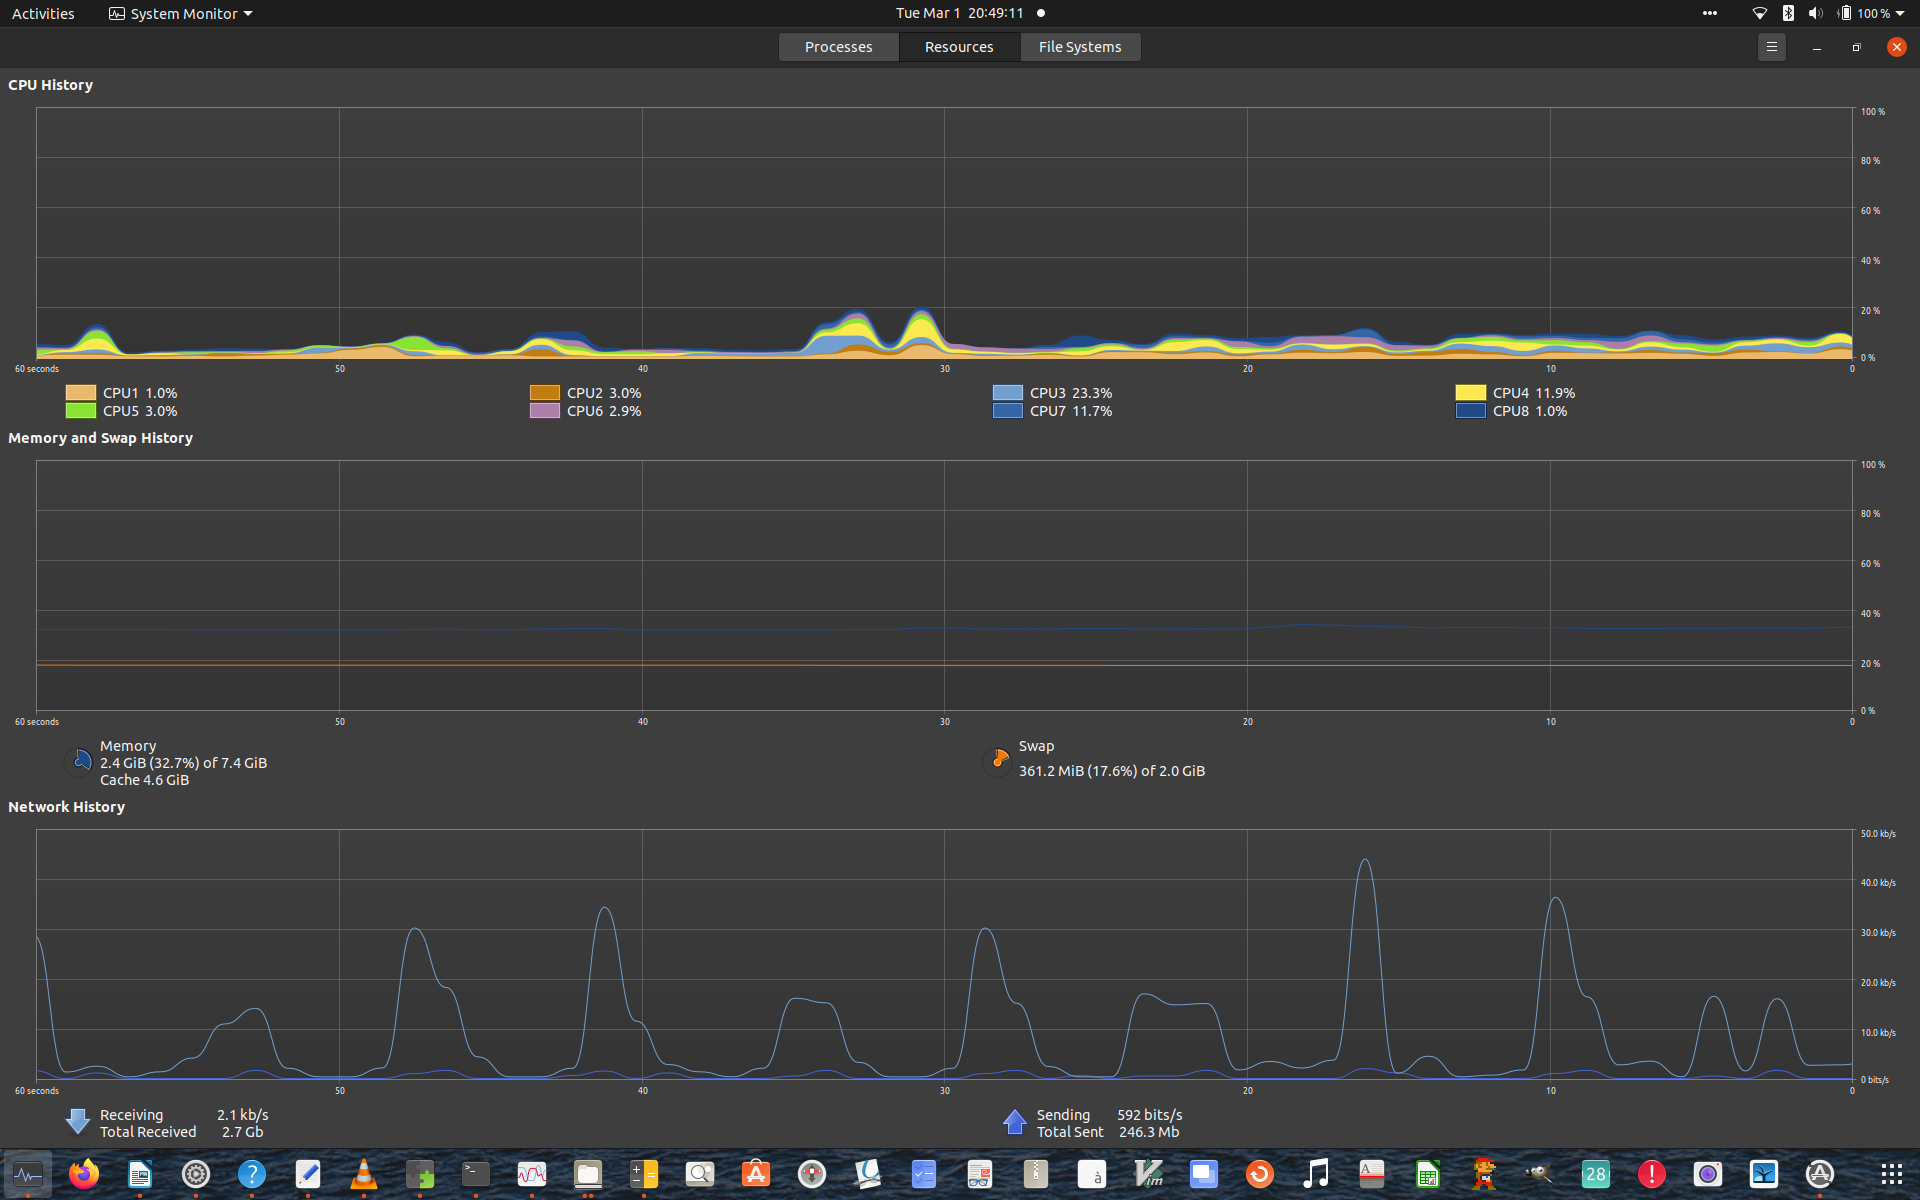 Activities System Monitor Tue Mar 1 20:49:11 100 %
Processes Resources File Systems
CPU History
100 %
80 %
60 %
40 %
20 %
0 %
60 seconds 50 40 30 20 10 0
CPU1 1.0% CPU2 3.0% CPU3 23.3% CPU4 11.9%
CPU5 3.0% CPU6 2.9% CPU7 11.7% CPU8 1.0%
Memory and Swap History
100 %
80 %
60 %
40 %
20 %
0 %
60 seconds 50 40 30 20 10 0
Memory
2.4 GiB (32.7%) of 7.4 GiB
Cache 4.6 GiB
Swap
361.2 MiB (17.6%) of 2.0 GiB
Network History
50.0 kb/s
40.0 kb/s
30.0 kb/s
20.0 kb/s
10.0 kb/s
0 bits/s
60 seconds 50 40 30 20 10 0
Receiving 2.1 kb/s Sending 592 bits/s
Total Received 2.7 Gb Total Sent 246.3 Mb
? >_ à Vim A 28 !